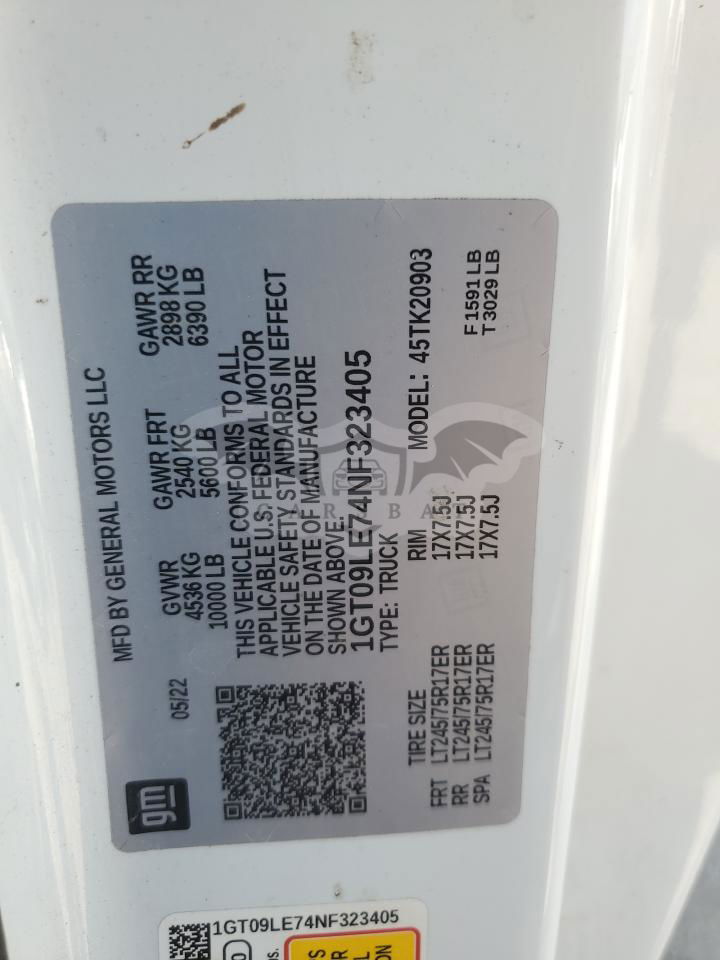 MFD BY GENERAL MOTORS LLC
gm
05/22
GVWR GAWR FRT GAWR RR
4536 KG 2540 KG 2898 KG
10000 LB 5600 LB 6390 LB
THIS VEHICLE CONFORMS TO ALL
APPLICABLE U.S. FEDERAL MOTOR
VEHICLE SAFETY STANDARDS IN EFFECT
ON THE DATE OF MANUFACTURE
SHOWN ABOVE.
1GT09LE74NF323405
TYPE: TRUCK
TIRE SIZE RIM MODEL: 45TK20903
FRT LT245/75R17ER 17X7.5J
RR LT245/75R17ER 17X7.5J F 1591 LB
SPA LT245/75R17ER 17X7.5J T 3029 LB
1GT09LE74NF323405